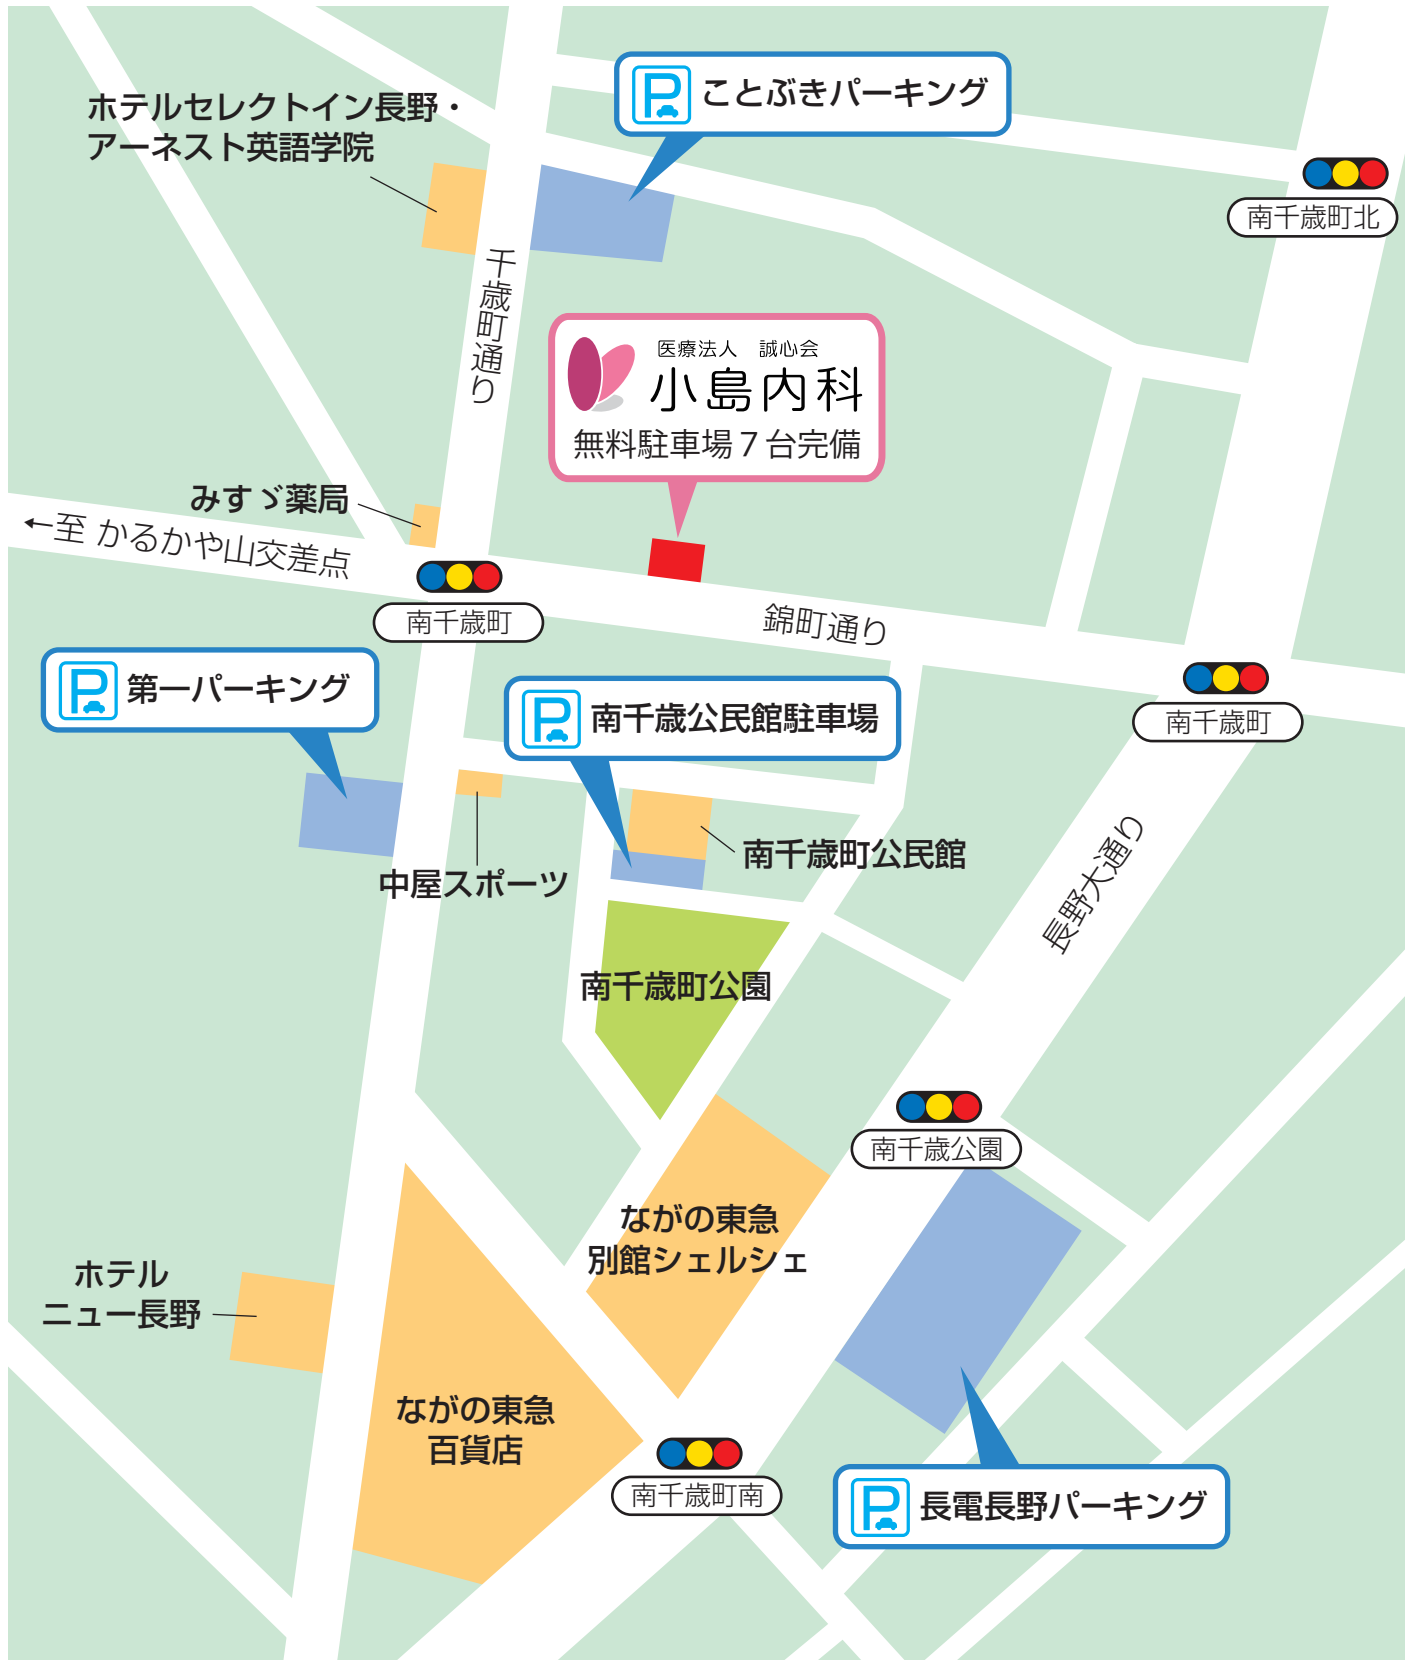 P ことぶきパーキング
ホテルセレクトイン長野・
アーネスト英語学院
南千歳町北
千歳町通り
医療法人　誠心会
小島内科
無料駐車場7台完備
みすゞ薬局
←至 かるかや山交差点
南千歳町
錦町通り
P 第一パーキング
P 南千歳公民館駐車場
南千歳町
中屋スポーツ
南千歳町公民館
長野大通り
南千歳町公園
南千歳公園
ながの東急
別館シェルシェ
ホテル
ニュー長野
ながの東急
百貨店
南千歳町南
P 長電長野パーキング